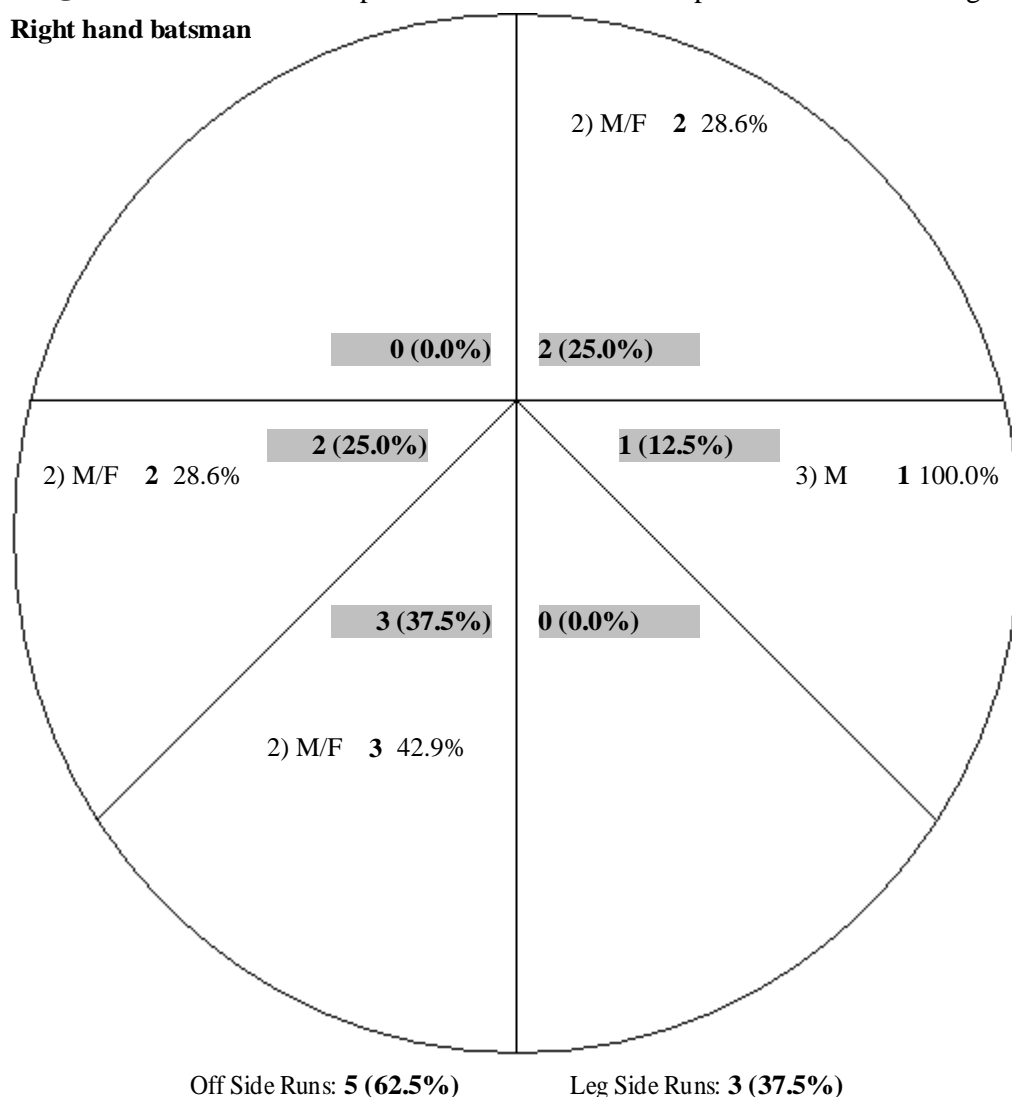 Right hand batsman
2) M/F 2 28.6%
0 (0.0%) 2 (25.0%)
2 (25.0%) 1 (12.5%)
2) M/F 2 28.6% 3) M 1 100.0%
3 (37.5%) 0 (0.0%)
2) M/F 3 42.9%
Off Side Runs: 5 (62.5%) Leg Side Runs: 3 (37.5%)